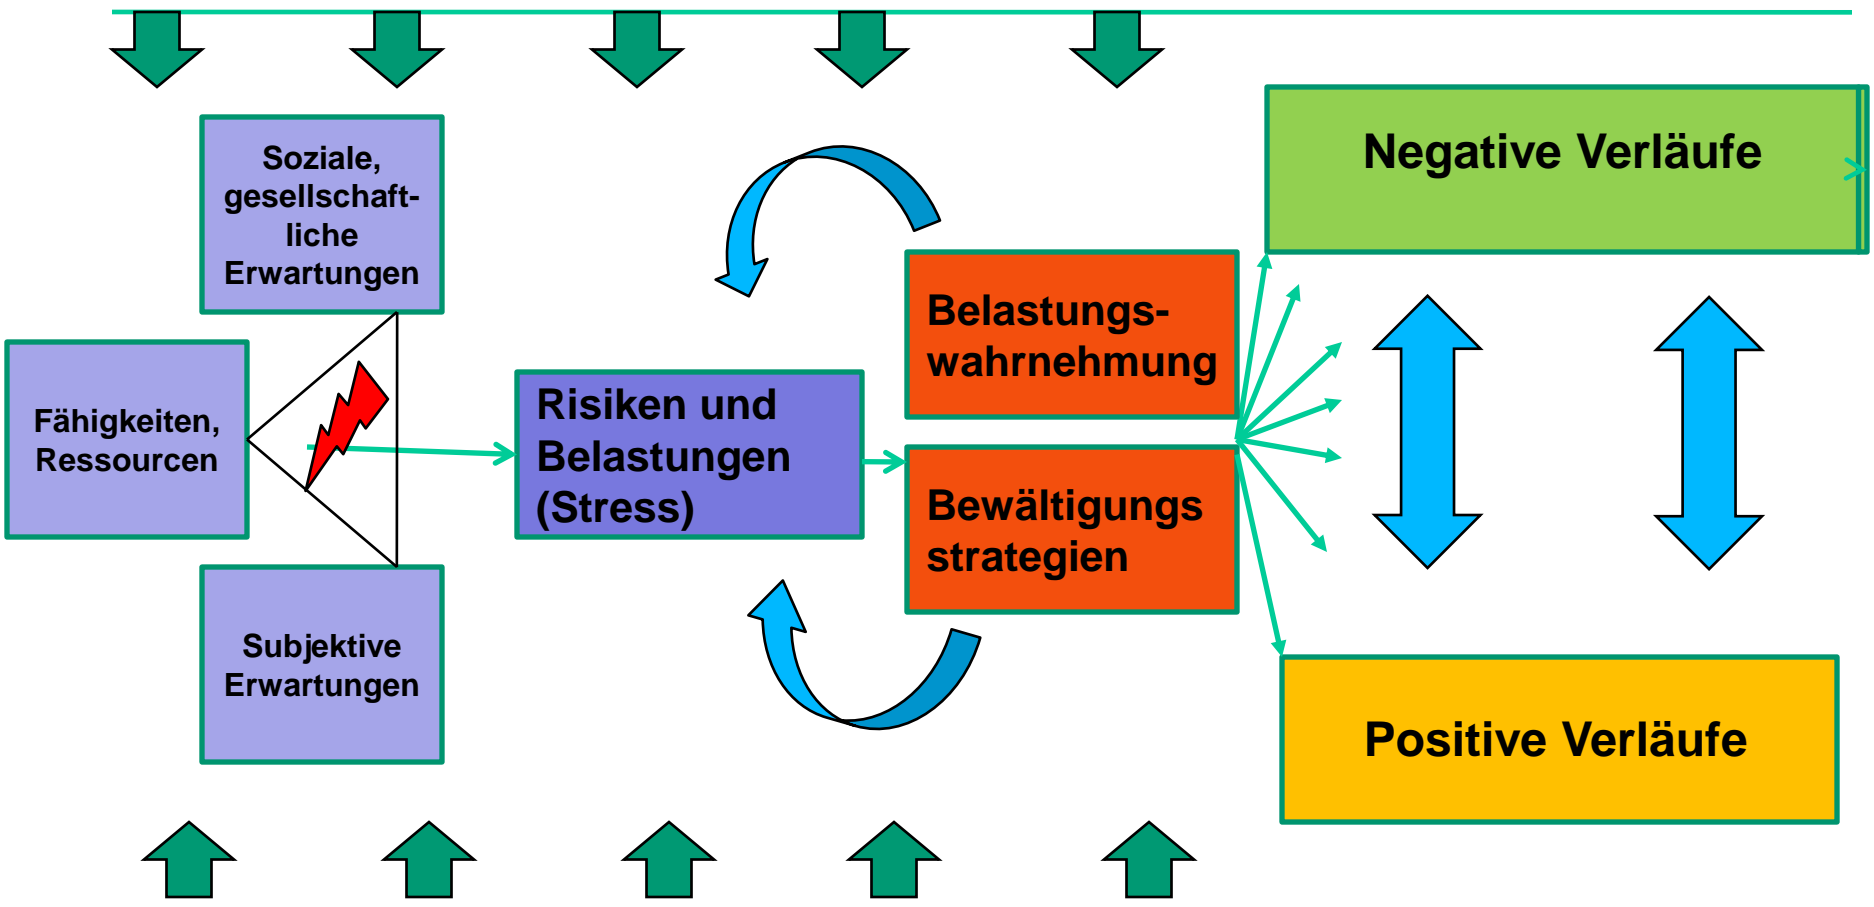 Soziale,
gesellschaft-
liche
Erwartungen
Fähigkeiten,
Ressourcen
Subjektive
Erwartungen
Risiken und
Belastungen
(Stress)
Belastungs-
wahrnehmung
Bewältigungs
strategien
Negative Verläufe
Positive Verläufe